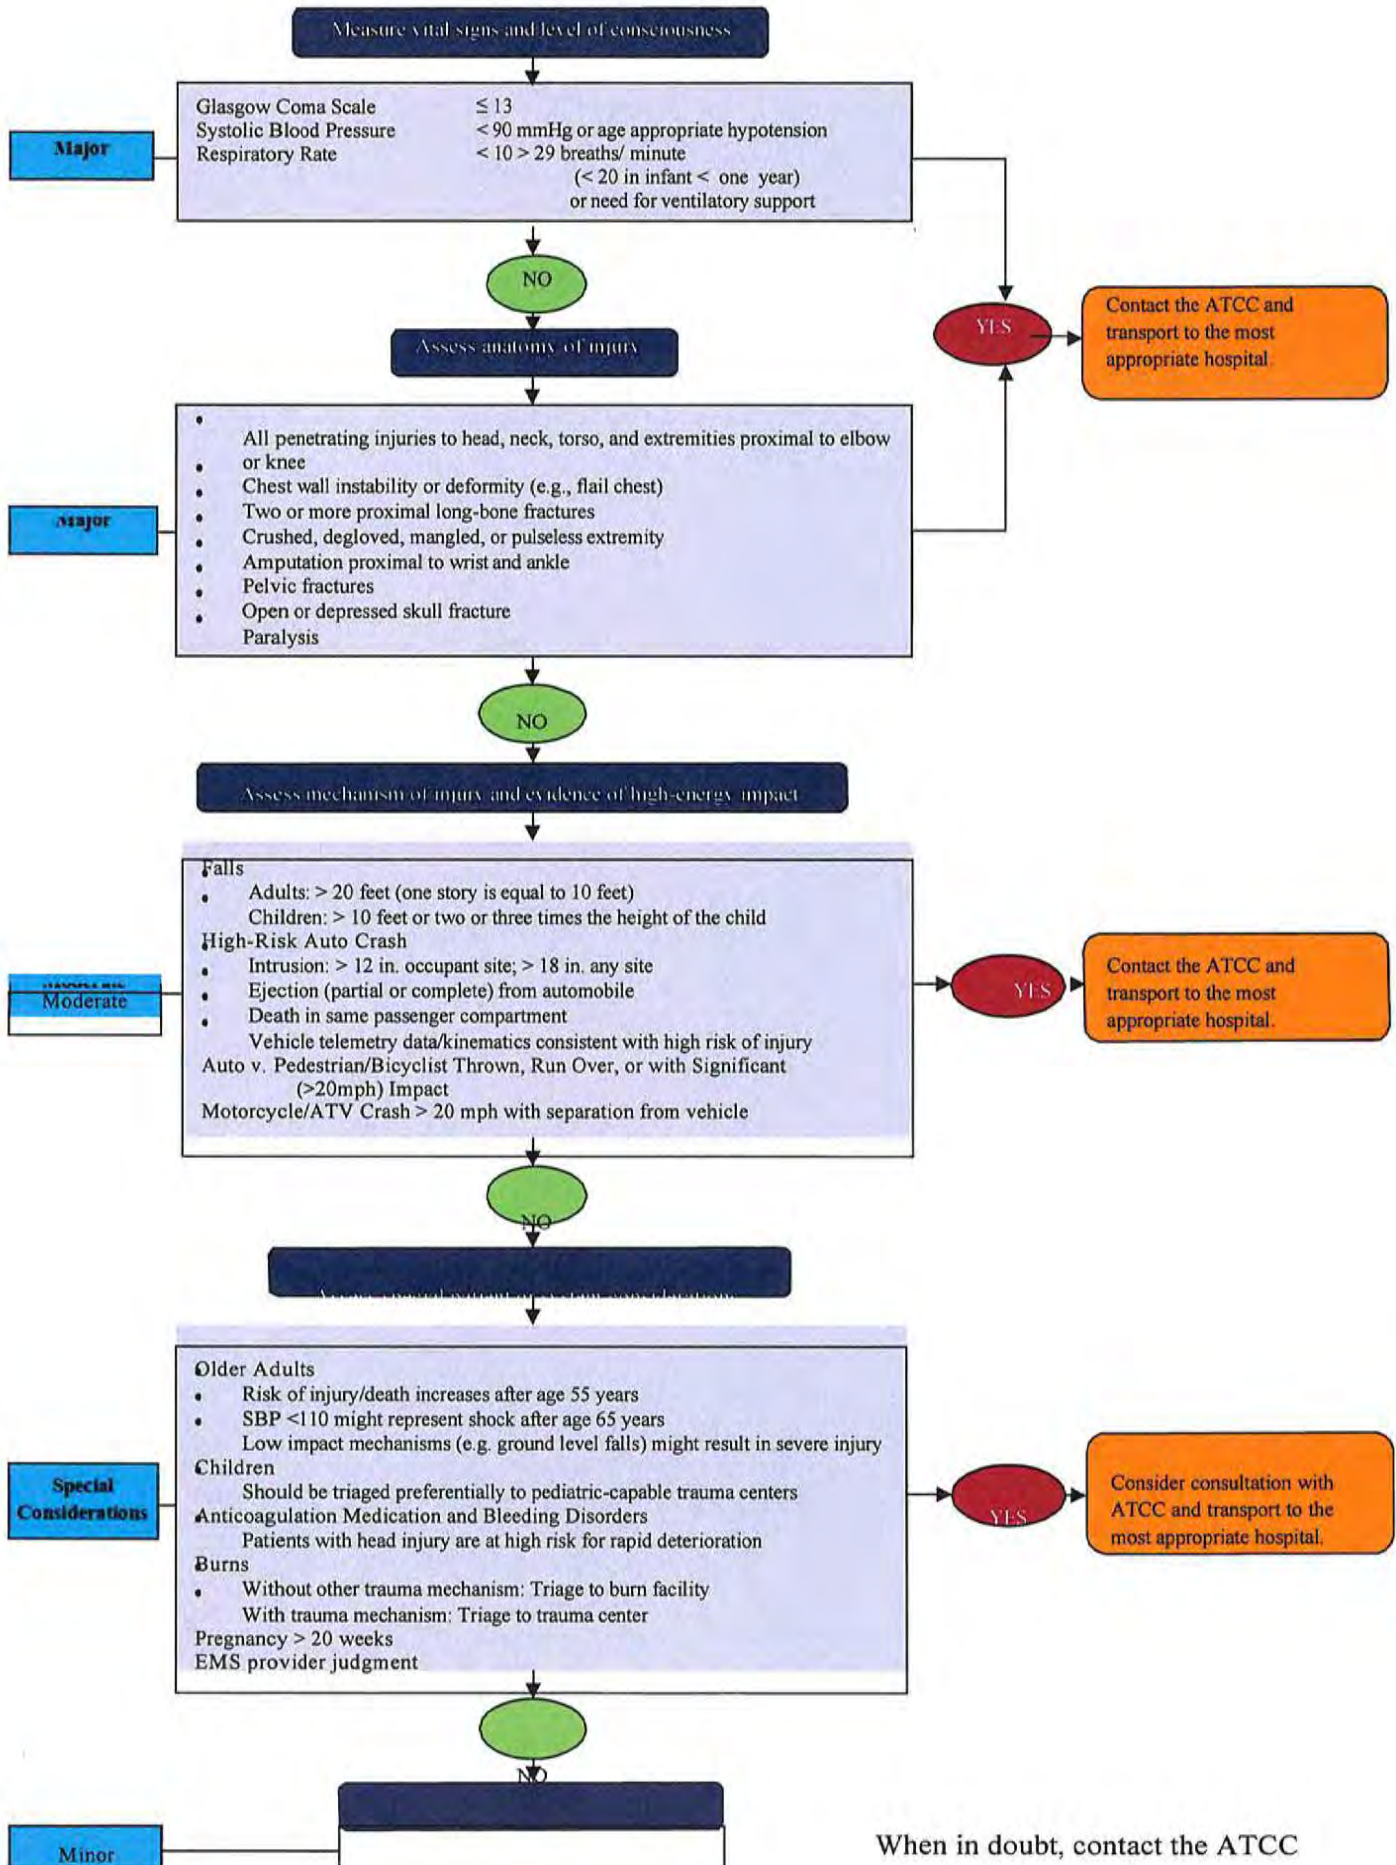 Measure vital signs and level of consciousness
Major
Glasgow Coma Scale ≤ 13
Systolic Blood Pressure < 90 mmHg or age appropriate hypotension
Respiratory Rate < 10 > 29 breaths/ minute
(< 20 in infant < one year)
or need for ventilatory support
NO
YES
Contact the ATCC and
transport to the most
appropriate hospital.
Assess anatomy of injury
Major
•
All penetrating injuries to head, neck, torso, and extremities proximal to elbow
• or knee
• Chest wall instability or deformity (e.g., flail chest)
• Two or more proximal long-bone fractures
• Crushed, degloved, mangled, or pulseless extremity
• Amputation proximal to wrist and ankle
• Pelvic fractures
• Open or depressed skull fracture
Paralysis
NO
Assess mechanism of injury and evidence of high-energy impact
Moderate
Falls
• Adults: > 20 feet (one story is equal to 10 feet)
Children: > 10 feet or two or three times the height of the child
High-Risk Auto Crash
• Intrusion: > 12 in. occupant site; > 18 in. any site
• Ejection (partial or complete) from automobile
• Death in same passenger compartment
Vehicle telemetry data/kinematics consistent with high risk of injury
Auto v. Pedestrian/Bicyclist Thrown, Run Over, or with Significant
(>20mph) Impact
Motorcycle/ATV Crash > 20 mph with separation from vehicle
YES
Contact the ATCC and
transport to the most
appropriate hospital.
NO
Special
Considerations
Older Adults
• Risk of injury/death increases after age 55 years
• SBP <110 might represent shock after age 65 years
Low impact mechanisms (e.g. ground level falls) might result in severe injury
Children
Should be triaged preferentially to pediatric-capable trauma centers
Anticoagulation Medication and Bleeding Disorders
Patients with head injury are at high risk for rapid deterioration
Burns
• Without other trauma mechanism: Triage to burn facility
With trauma mechanism: Triage to trauma center
Pregnancy > 20 weeks
EMS provider judgment
YES
Consider consultation with
ATCC and transport to the
most appropriate hospital.
NO
Minor
When in doubt, contact the ATCC